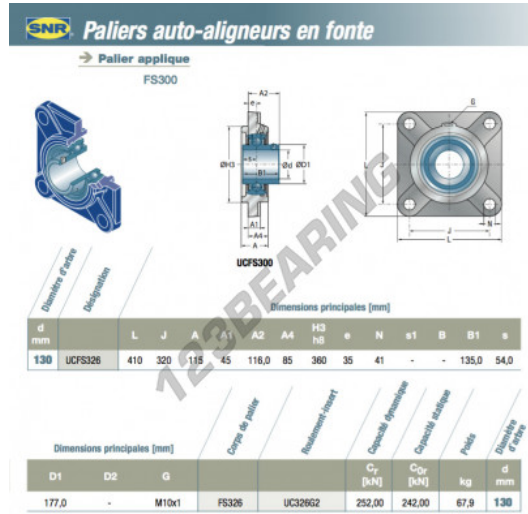 SNR Paliers auto-aligneurs en fonte
Palier applique
FS300
A2
e
G
ØH3
s
B1
Ød
ØD1
L
J
A1
A4
A
N
J
L
UCFS300
123BEARING
Diamètre d'arbre
Désignation
Dimensions principales [mm]
d mm L J A A1 A2 A4 H3 h8 e N s1 B B1 s
130 UCFS326 410 320 115 45 116,0 85 360 35 41 - - 135,0 54,0
Dimensions principales [mm]
Corps de palier
Roulement-insert
Capacité dynamique
Capacité statique
Poids
Diamètre d'arbre
D1 D2 G Cr [kN] C0r [kN] kg d mm
177,0 - M10x1 FS326 UC326G2 252,00 242,00 67,9 130